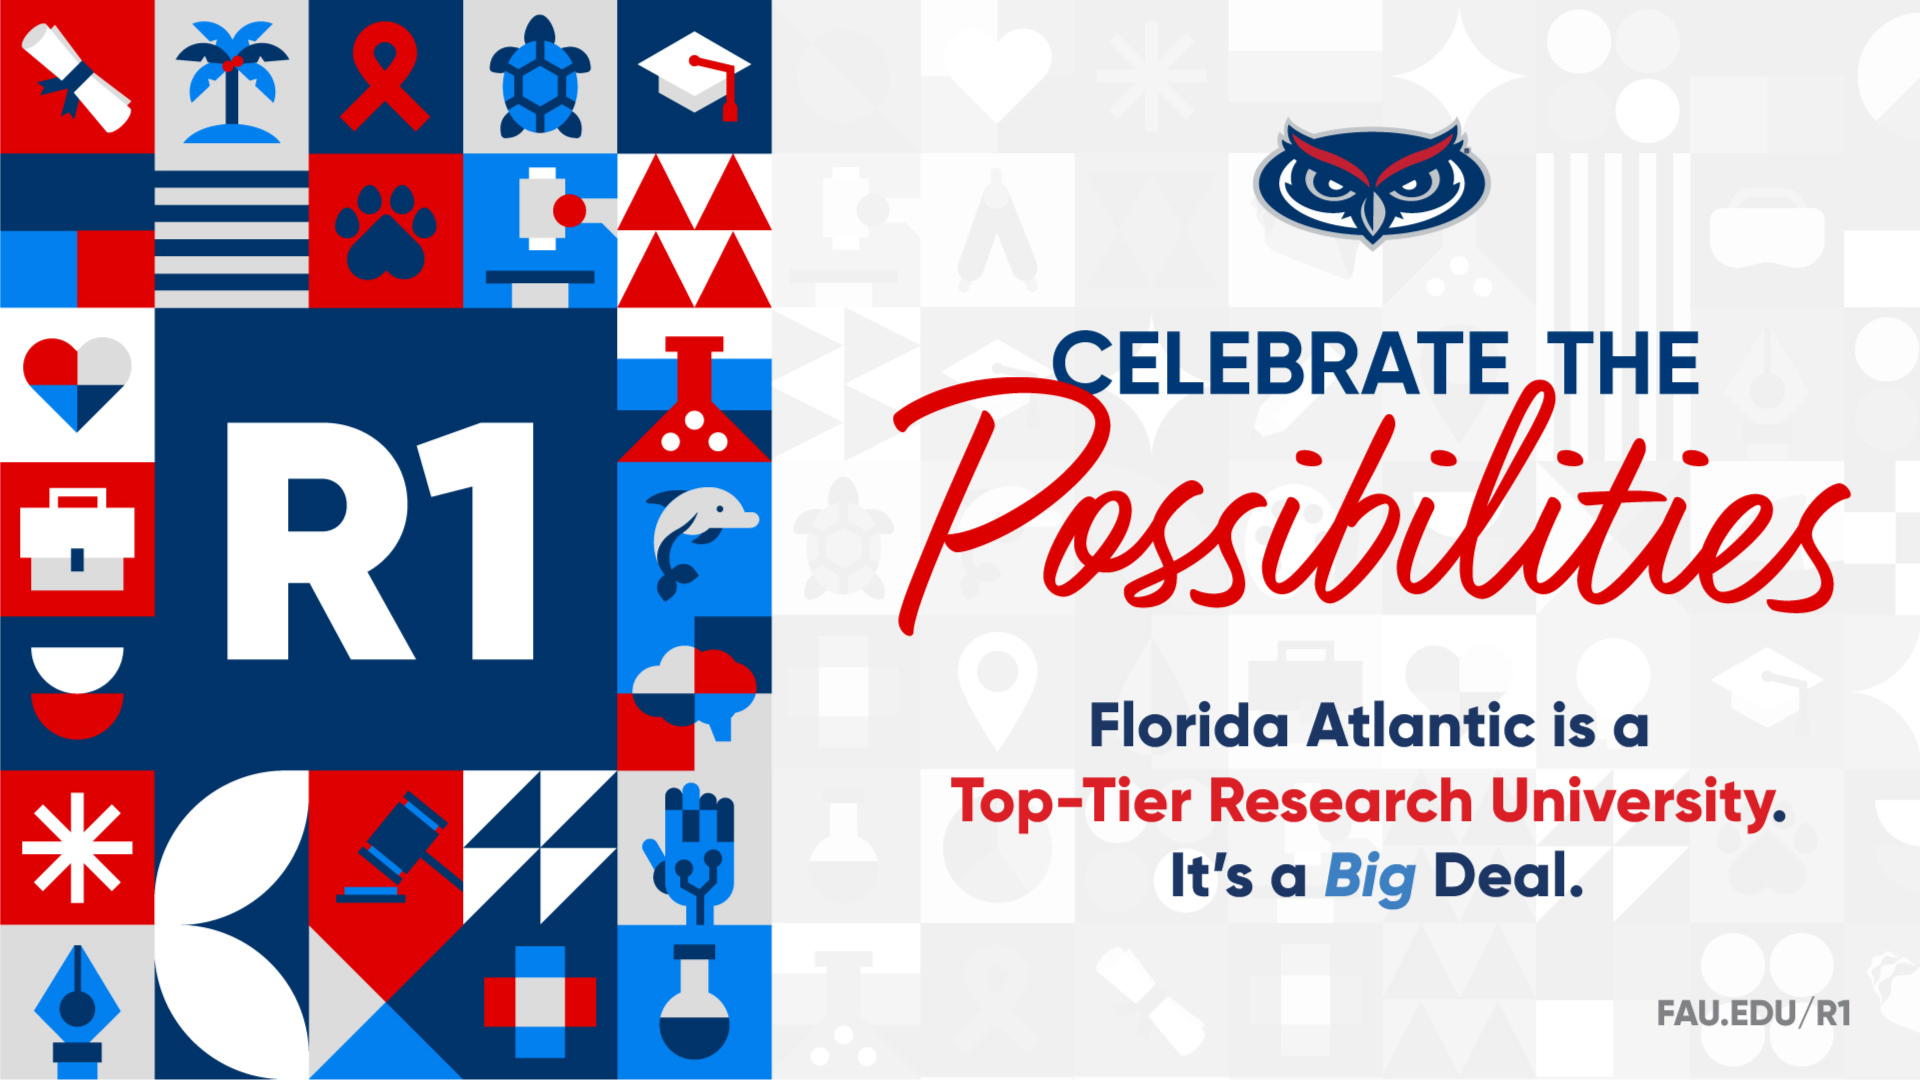 R1
CELEBRATE THE
Possibilities
Florida Atlantic is a
Top-Tier Research University.
It's a Big Deal.
FAU.EDU/R1